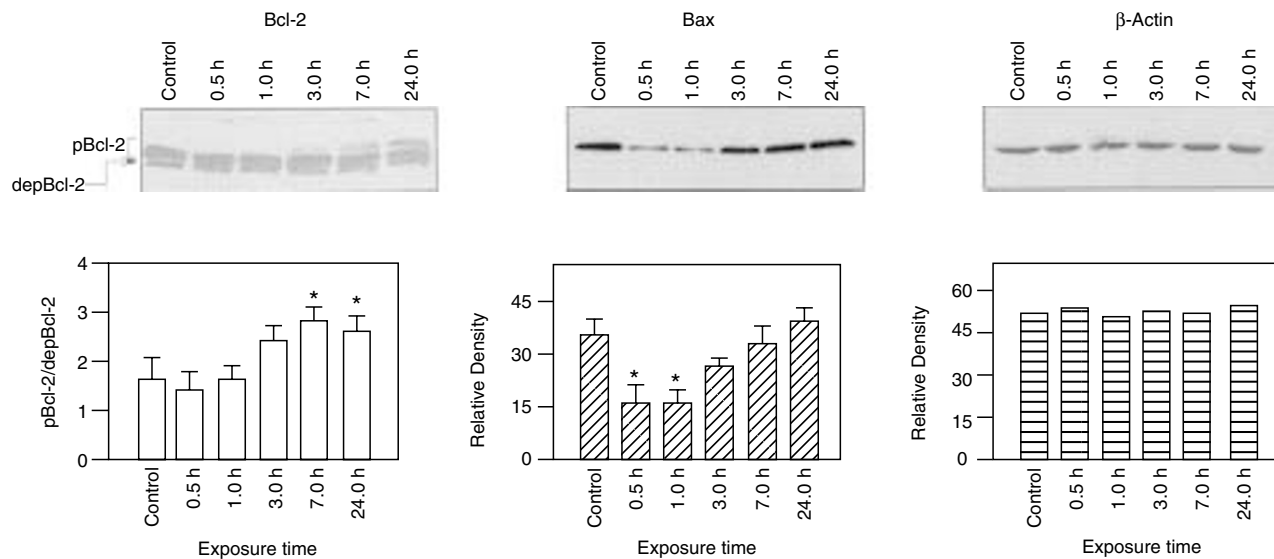 Bcl-2
Control 0.5 h 1.0 h 3.0 h 7.0 h 24.0 h
pBcl-2
depBcl-2
Bax
Control 0.5 h 1.0 h 3.0 h 7.0 h 24.0 h
β-Actin
Control 0.5 h 1.0 h 3.0 h 7.0 h 24.0 h
pBcl-2/depBcl-2
4
3
2
1
0
* *
Control 0.5 h 1.0 h 3.0 h 7.0 h 24.0 h
Exposure time
Relative Density
45
30
15
0
* *
Control 0.5 h 1.0 h 3.0 h 7.0 h 24.0 h
Exposure time
Relative Density
60
45
30
15
0
Control 0.5 h 1.0 h 3.0 h 7.0 h 24.0 h
Exposure time